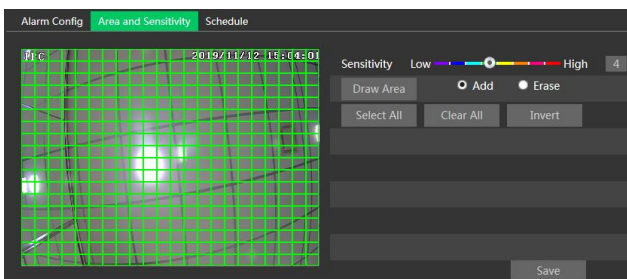 Alarm Config Area and Sensitivity Schedule
IPC 2019/11/12 15:04:01
Sensitivity Low High 4
Draw Area Add Erase
Select All Clear All Invert
Save